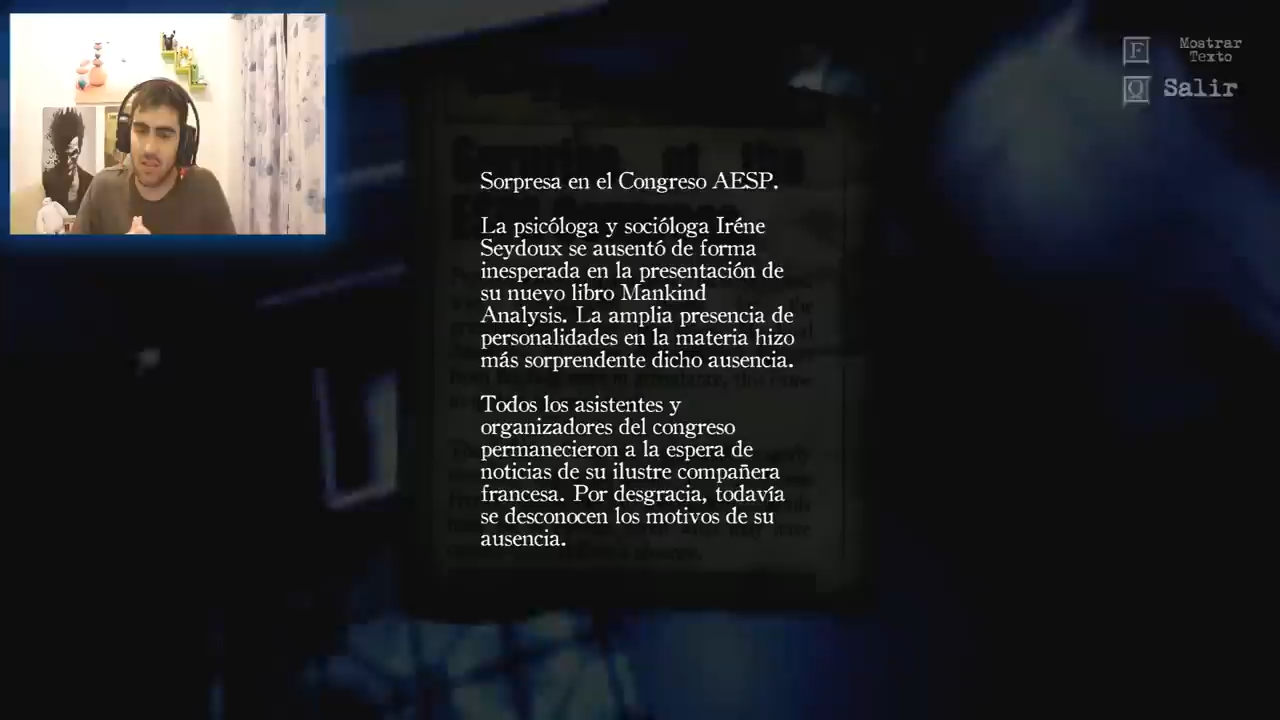 F
Mostrar
Texto
Q
Salir
Sorpresa en el Congreso AESP.
La psicóloga y socióloga Iréne
Seydoux se ausentó de forma
inesperada en la presentación de
su nuevo libro Mankind
Analysis. La amplia presencia de
personalidades en la materia hizo
más sorprendente dicho ausencia.
Todos los asistentes y
organizadores del congreso
permanecieron a la espera de
noticias de su ilustre compañera
francesa. Por desgracia, todavía
se desconocen los motivos de su
ausencia.